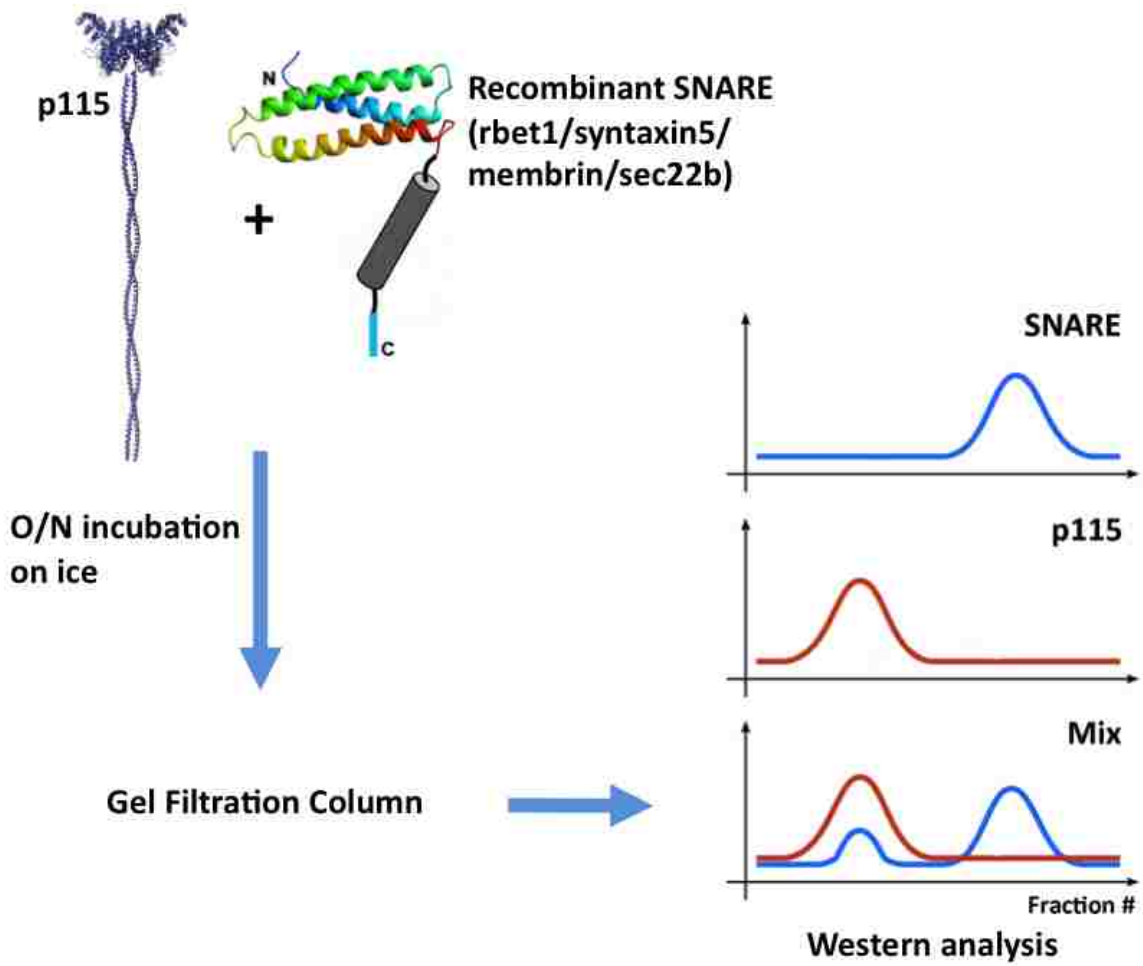 p115
N
Recombinant SNARE
(rbet1/syntaxin5/
membrin/sec22b)
+
C
O/N incubation
on ice
Gel Filtration Column
SNARE
p115
Mix
Fraction #
Western analysis